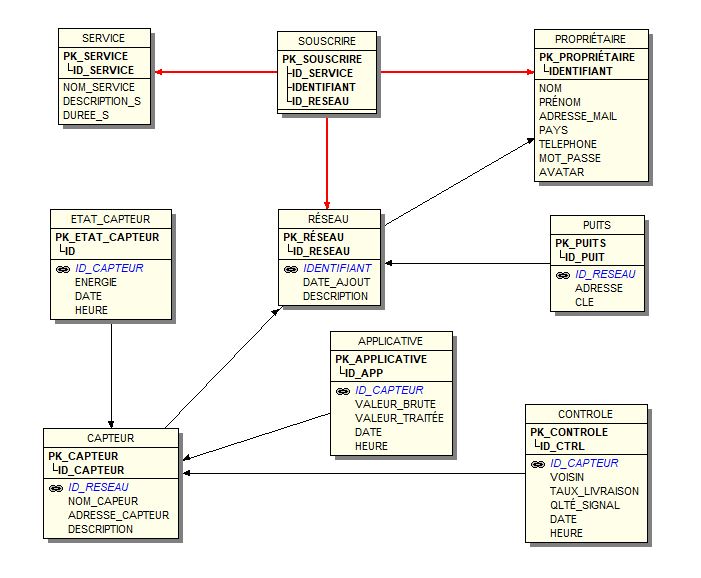 SERVICE
PK_SERVICE
ID_SERVICE
NOM_SERVICE
DESCRIPTION_S
DUREE_S
SOUSCRIRE
PK_SOUSCRIRE
ID_SERVICE
IDENTIFIANT
ID_RESEAU
PROPRIÉTAIRE
PK_PROPRIÉTAIRE
IDENTIFIANT
NOM
PRÉNOM
ADRESSE_MAIL
PAYS
TELEPHONE
MOT_PASSE
AVATAR
ETAT_CAPTEUR
PK_ETAT_CAPTEUR
ID
ID_CAPTEUR
ENERGIE
DATE
HEURE
RÉSEAU
PK_RÉSEAU
ID_RESEAU
IDENTIFIANT
DATE_AJOUT
DESCRIPTION
PUITS
PK_PUITS
ID_PUIT
ID_RESEAU
ADRESSE
CLE
APPLICATIVE
PK_APPLICATIVE
ID_APP
ID_CAPTEUR
VALEUR_BRUTE
VALEUR_TRAITÉE
DATE
HEURE
CAPTEUR
PK_CAPTEUR
ID_CAPTEUR
ID_RESEAU
NOM_CAPEUR
ADRESSE_CAPTEUR
DESCRIPTION
CONTROLE
PK_CONTROLE
ID_CTRL
ID_CAPTEUR
VOISIN
TAUX_LIVRAISON
QLTÉ_SIGNAL
DATE
HEURE